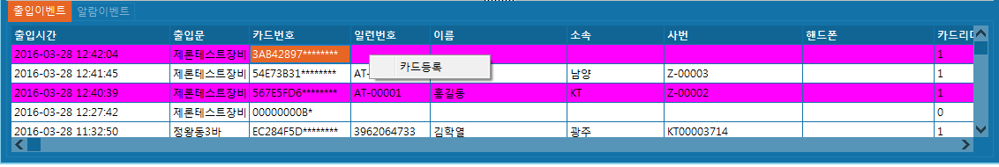 출입이벤트 알람이벤트
출입시간 출입문 카드번호 일련번호 이름 소속 사번 핸드폰 카드리더
2016-03-28 12:42:04 제론테스트장비 3AB42897******** 1
카드등록
2016-03-28 12:41:45 제론테스트장비 54E73B31******** AT- 남양 Z-00003 1
2016-03-28 12:40:39 제론테스트장비 567E5FD6******** AT-00001 홍길동 KT Z-00002 1
2016-03-28 12:27:42 제론테스트장비 00000000B* 0
2016-03-28 11:32:50 정왕동3바 EC284F5D******** 3962064733 김학열 광주 KT00003714 1